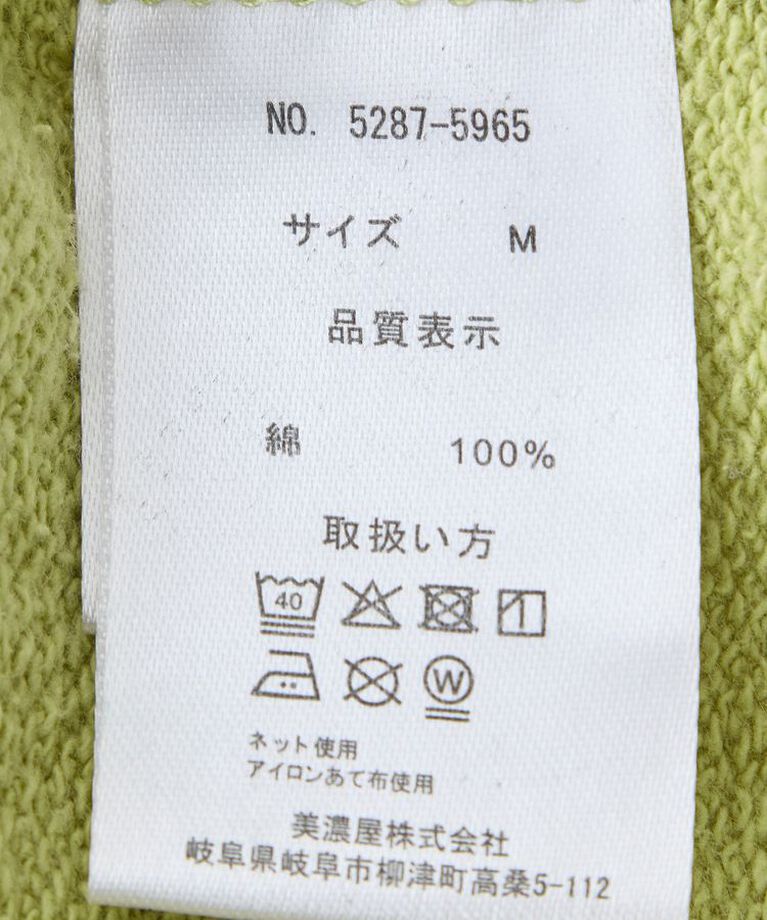 NO. 5287-5965
サイズ M
品質表示
綿 100%
取扱い方
40
W
ネット使用
アイロンあて布使用
美濃屋株式会社
岐阜県岐阜市柳津町高桑5-112